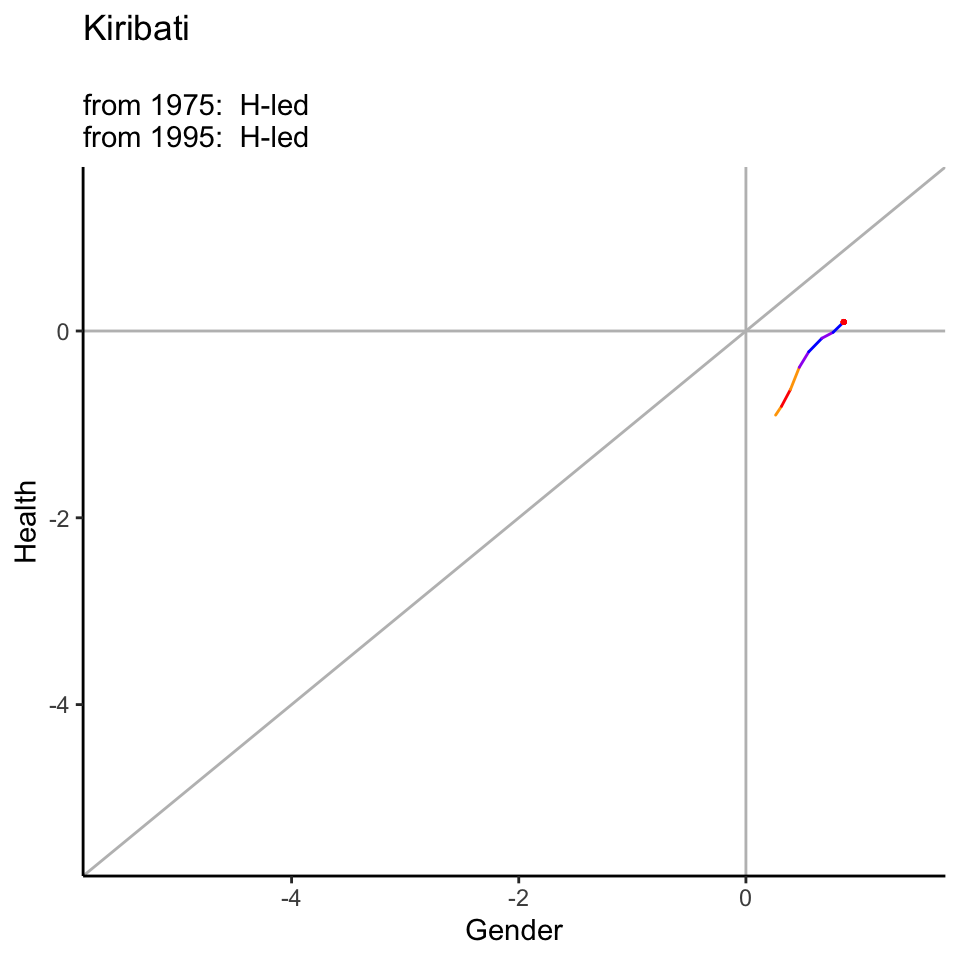 Kiribati
from 1975:  H-led
from 1995:  H-led
Health
0
-2
-4
-4
-2
0
Gender